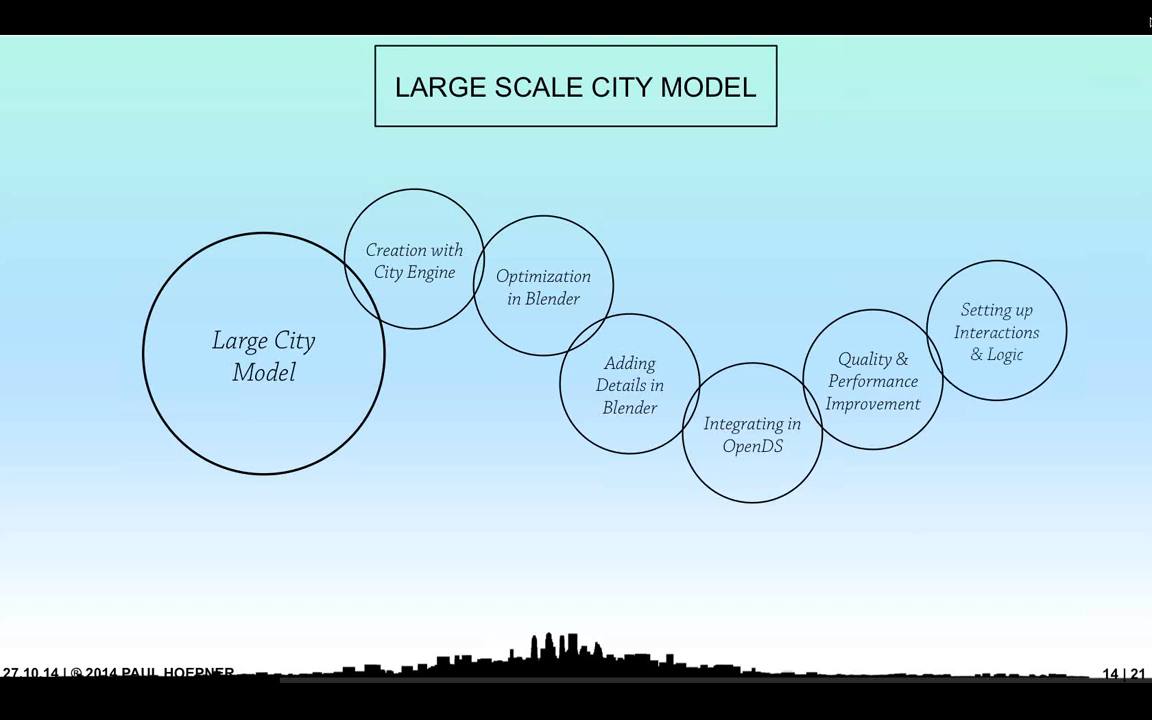 LARGE SCALE CITY MODEL
Large City
Model
Creation with
City Engine
Optimization
in Blender
Adding
Details in
Blender
Integrating in
OpenDS
Quality &
Performance
Improvement
Setting up
Interactions
& Logic
27.10.14 | © 2014 PAUL HOEPNER
14 | 21